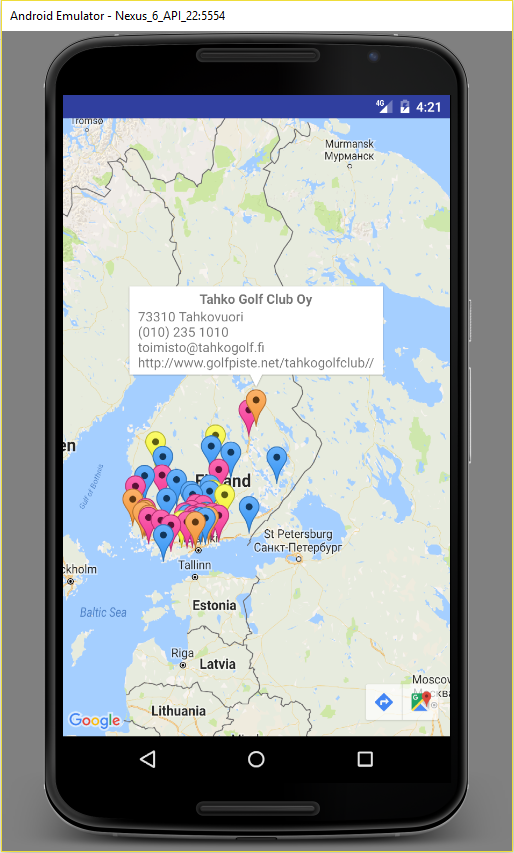 Android Emulator - Nexus_6_API_22:5554
4G
4:21
Tromsø
Murmansk
Мурманск
Tahko Golf Club Oy
73310 Tahkovuori
(010) 235 1010
toimisto@tahkogolf.fi
http://www.golfpiste.net/tahkogolfclub//
en
Gulf of Bothnia
St Petersburg
Санкт-Петербург
Tallinn
ckholm
Estonia
Baltic Sea
Riga
Latvia
Moscow
Lithuania
Google